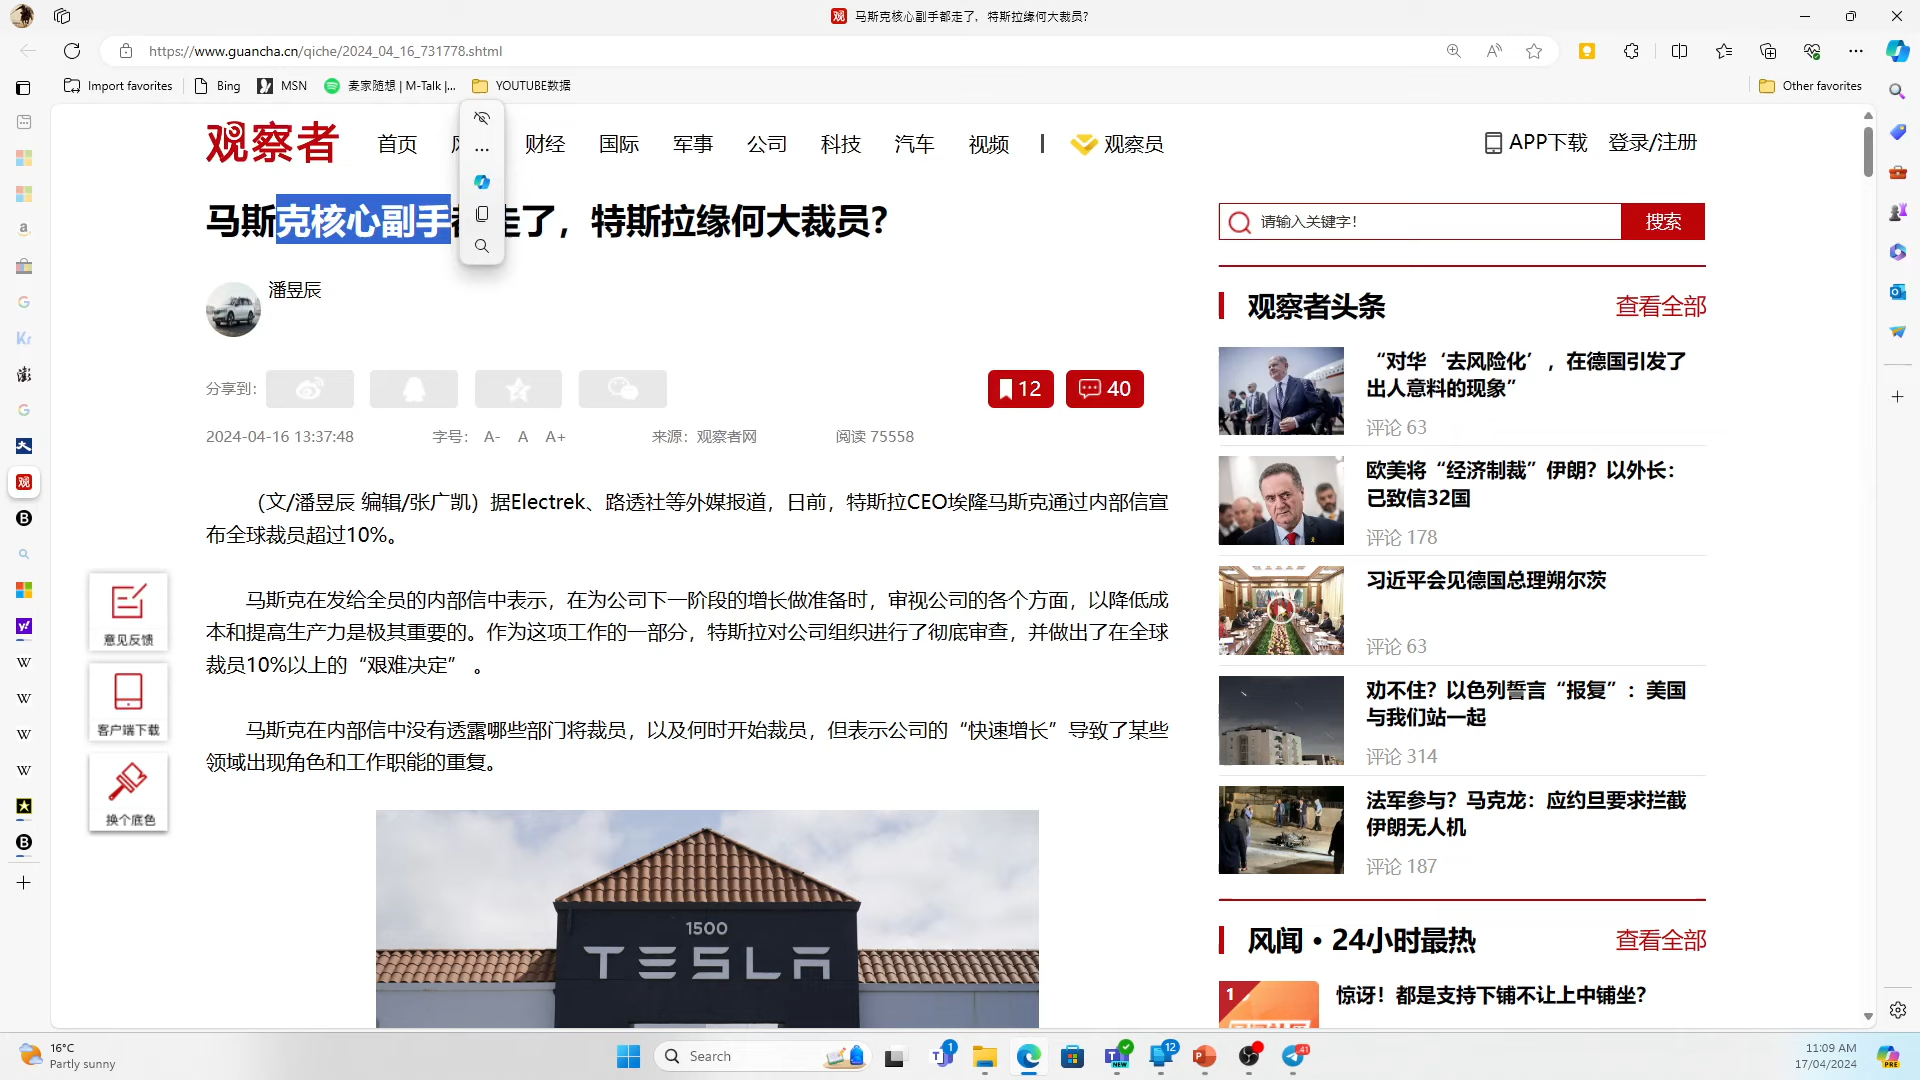 马斯克核心副手都走了，特斯拉缘何大裁员?
https://www.guancha.cn/qiche/2024_04_16_731778.shtml
Import favorites
Bing
MSN
麦家随想 | M-Talk |...
YOUTUBE数据
Other favorites
观察者
首页
财经
国际
军事
公司
科技
汽车
视频
观察员
APP下载
登录/注册
马斯克核心副手
走了，特斯拉缘何大裁员?
潘昱辰
分享到:
12
40
2024-04-16 13:37:48
字号： A- A A+
来源：观察者网
阅读 75558
（文/潘昱辰 编辑/张广凯）据Electrek、路透社等外媒报道，日前，特斯拉CEO埃隆马斯克通过内部信宣
布全球裁员超过10%。
马斯克在发给全员的内部信中表示，在为公司下一阶段的增长做准备时，审视公司的各个方面，以降低成
本和提高生产力是极其重要的。作为这项工作的一部分，特斯拉对公司组织进行了彻底审查，并做出了在全球
裁员10%以上的“艰难决定” 。
马斯克在内部信中没有透露哪些部门将裁员，以及何时开始裁员，但表示公司的“快速增长”导致了某些
领域出现角色和工作职能的重复。
1500
TESLA
意见反馈
客户端下载
换个底色
请输入关键字!
搜索
观察者头条
查看全部
“对华‘去风险化’，在德国引发了
出人意料的现象”
评论 63
欧美将“经济制裁”伊朗？以外长：
已致信32国
评论 178
习近平会见德国总理朔尔茨
评论 63
劝不住？以色列誓言“报复”：美国
与我们站一起
评论 314
法军参与？马克龙：应约旦要求拦截
伊朗无人机
评论 187
风闻 · 24小时最热
查看全部
1
惊讶！都是支持下铺不让上中铺坐?
16°C
Partly sunny
Search
1
NEW
12
41
11:09 AM
17/04/2024
PRE